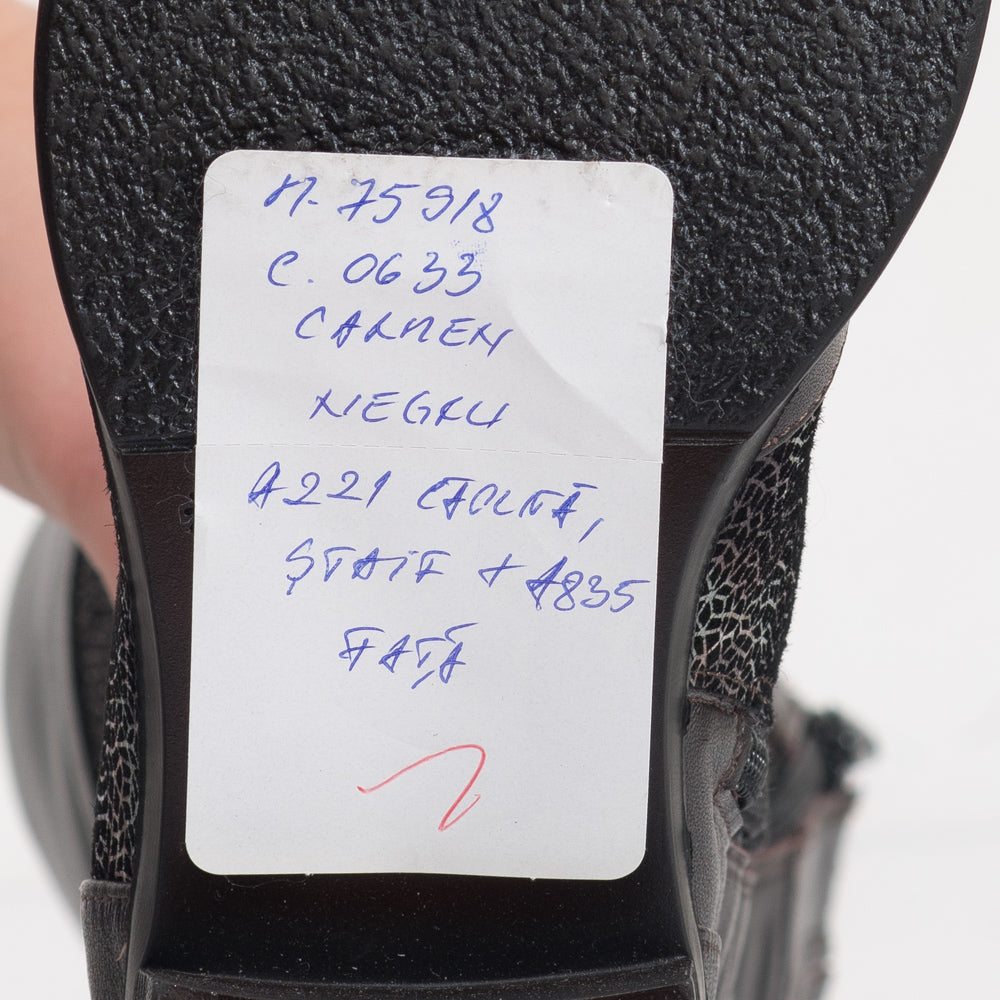 M. 75918
C. 0633
CARMEN
NEGRU
A221 CAPUTĂ,
ȘTAIF + A835
FAȚĂ